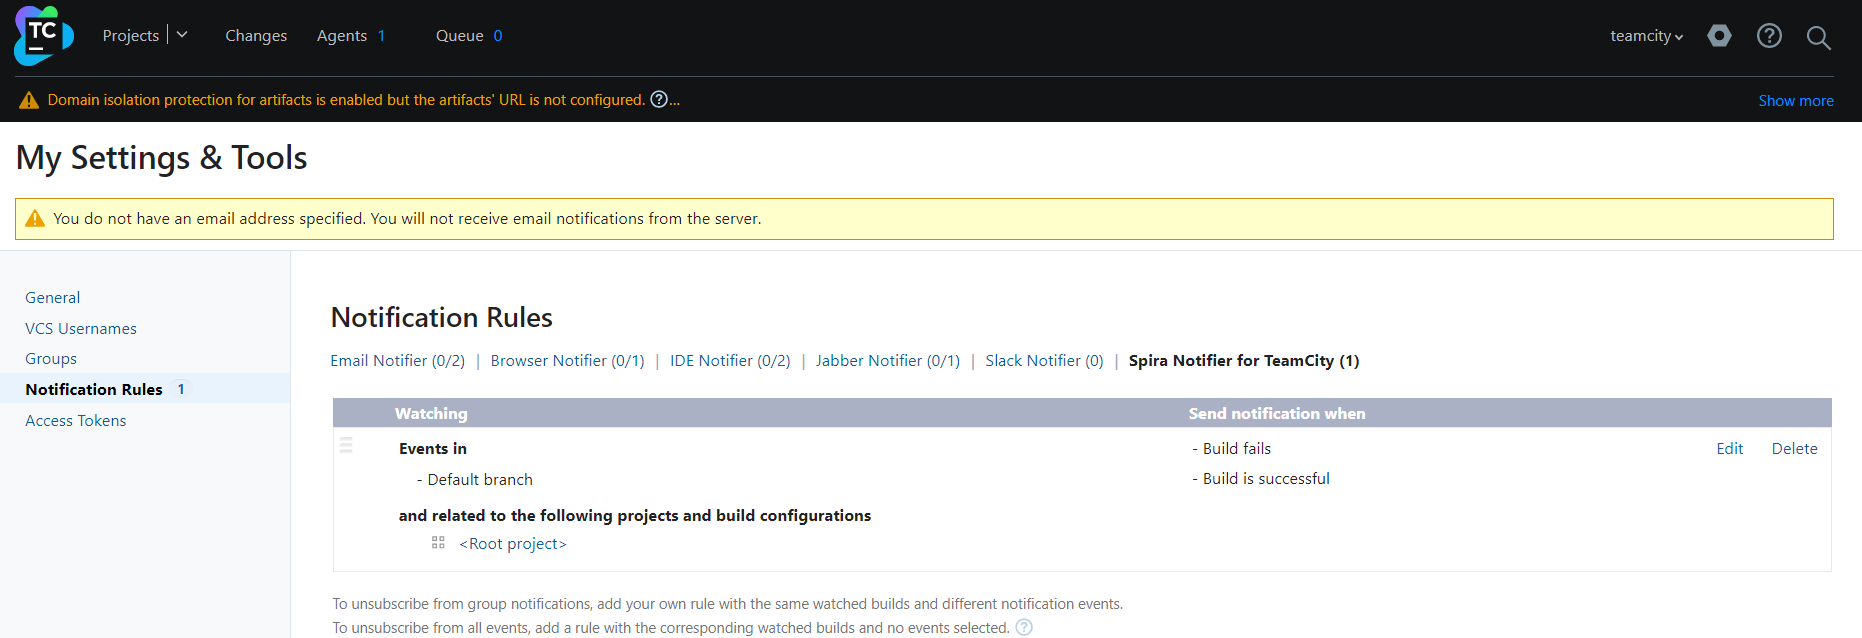 TC
Projects
Changes
Agents 1
Queue 0
teamcity
Domain isolation protection for artifacts is enabled but the artifacts' URL is not configured. ?...
Show more
My Settings & Tools
You do not have an email address specified. You will not receive email notifications from the server.
General
VCS Usernames
Groups
Notification Rules 1
Access Tokens
Notification Rules
Email Notifier (0/2) | Browser Notifier (0/1) | IDE Notifier (0/2) | Jabber Notifier (0/1) | Slack Notifier (0) | Spira Notifier for TeamCity (1)
Watching Send notification when
Events in - Build fails Edit Delete
- Default branch - Build is successful
and related to the following projects and build configurations
<Root project>
To unsubscribe from group notifications, add your own rule with the same watched builds and different notification events.
To unsubscribe from all events, add a rule with the corresponding watched builds and no events selected. ?